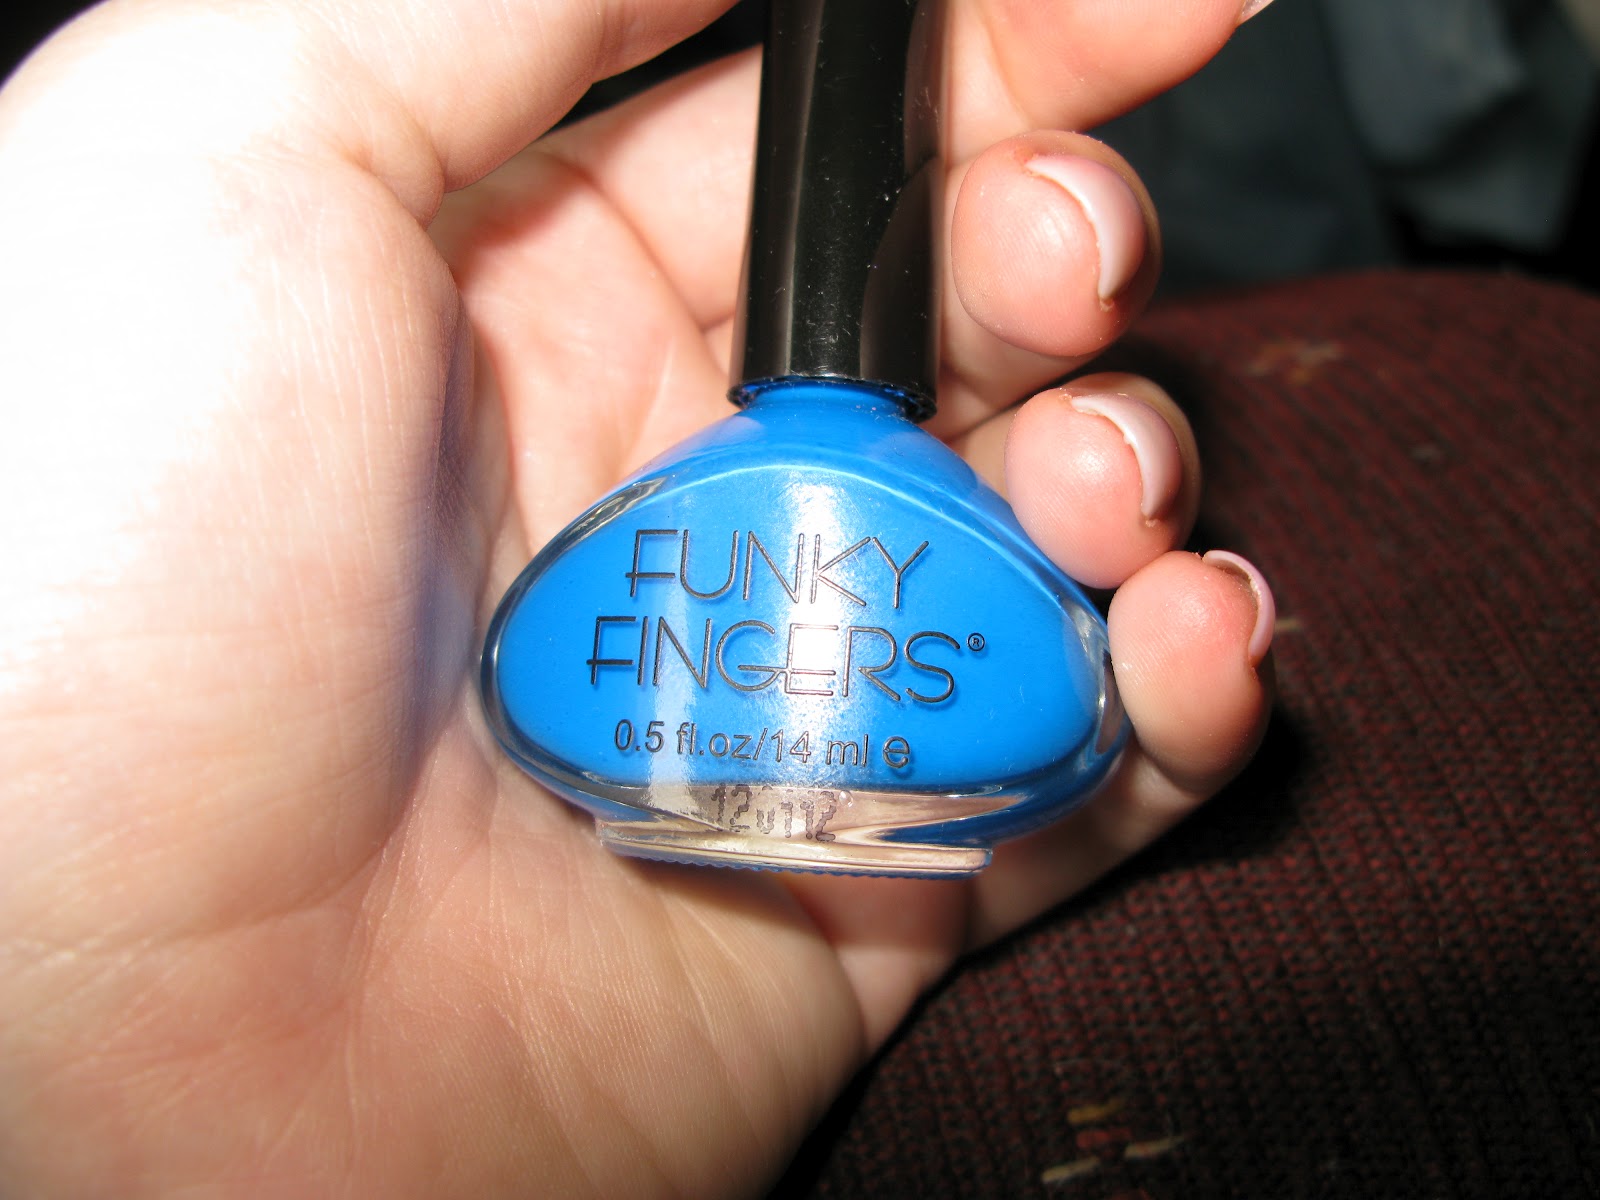 FUNKY
FINGERS®
0.5 fl.oz/14 ml ℮